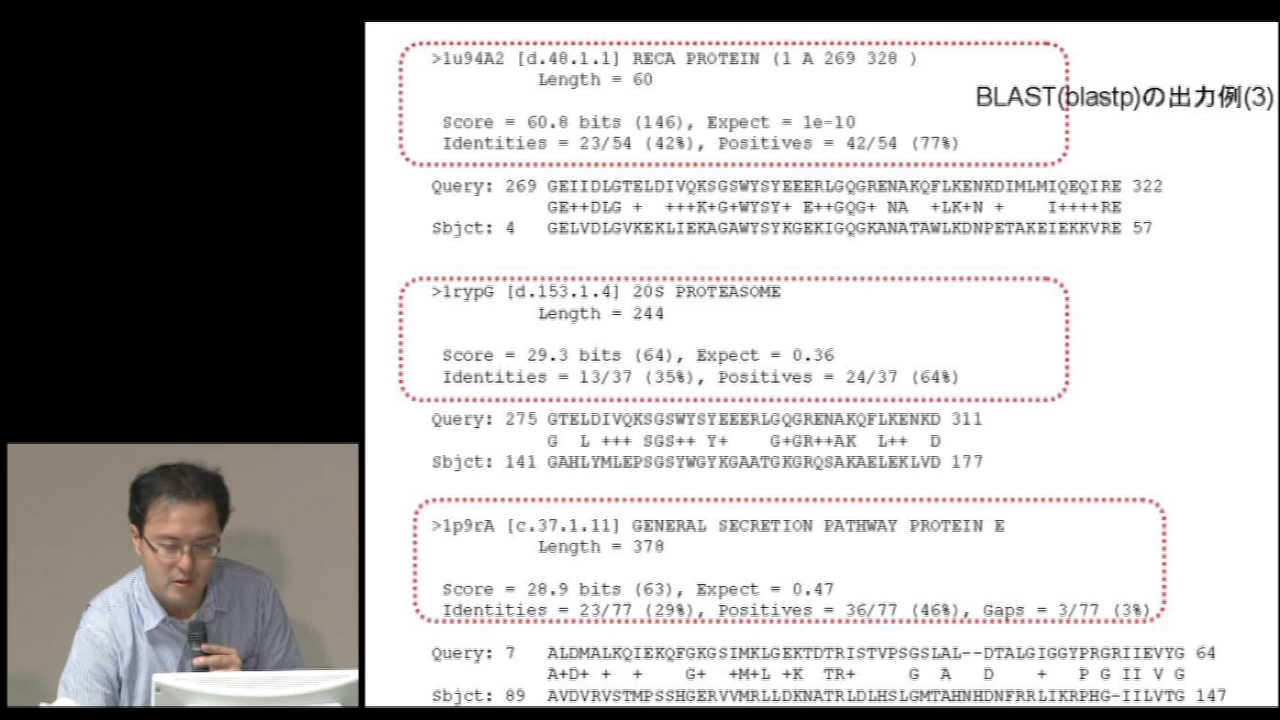 BLAST(blastp)の出力例(3)
>1u94A2 [d.48.1.1] RECA PROTEIN (1 A 269 328 )
Length = 60
Score = 60.8 bits (146), Expect = 1e-10
Identities = 23/54 (42%), Positives = 42/54 (77%)
Query: 269 GEIIDLGTELDIVQKSGSWYSYEEERLGQGRENAKQFLKENKDIMLMIQEQIRE 322
GE++DLG +  +++K+G+WYSY+ E++GQG+ NA  +LK+N +    I++++RE
Sbjct: 4 GELVDLGVKEKLIEKAGAWYSYKGEKIGQGKANATAWLKDNPETAKEIEKKVRE 57
>1rypG [d.153.1.4] 20S PROTEASOME
Length = 244
Score = 29.3 bits (64), Expect = 0.36
Identities = 13/37 (35%), Positives = 24/37 (64%)
Query: 275 GTELDIVQKSGSWYSYEEERLGQGRENAKQFLKENKD 311
G  L +++ SGS++ Y+    G+GR++AK  L++  D
Sbjct: 141 GAHLYMLEPSGSYWGYKGAATGKGRQSAKAELEKLVD 177
>1p9rA [c.37.1.11] GENERAL SECRETION PATHWAY PROTEIN E
Length = 378
Score = 28.9 bits (63), Expect = 0.47
Identities = 23/77 (29%), Positives = 36/77 (46%), Gaps = 3/77 (3%)
Query: 7 ALDMALKQIEKQFGKGSIMKLGEKTDTRISTVPSGSLAL--DTALGIGGYPRGRIIEVYG 64
A+D+ + +    G+  ++M+L +K  TR+     G  A   D    +   P G II V G
Sbjct: 89 AVDVRVSTMPSSHGERVVMRLLDKNATRLDLHSLGMTAHNHDNFRRLIKRPHG-IILVTG 147